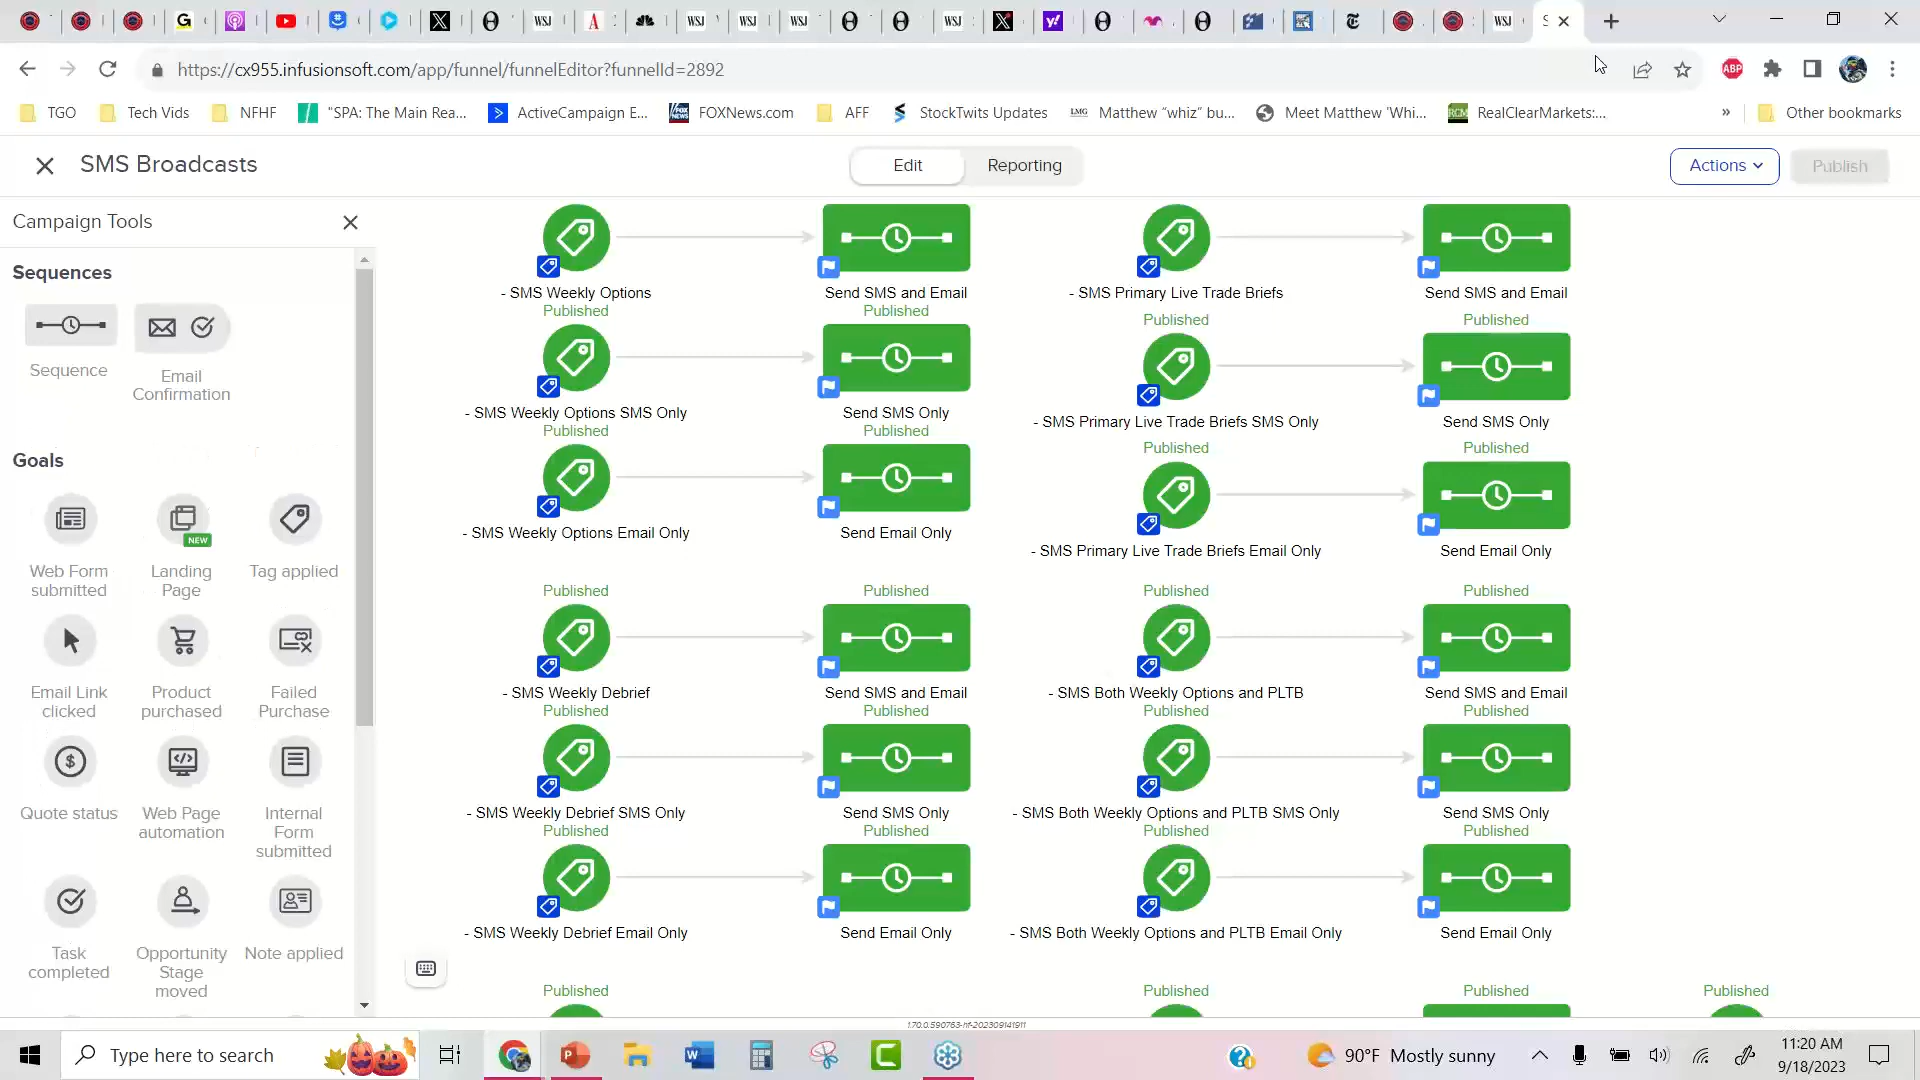 https://cx955.infusionsoft.com/app/funnel/funnelEditor?funnelId=2892
ABP
TGO
Tech Vids
NFHF
"SPA: The Main Rea...
ActiveCampaign E...
FOXNews.com
AFF
StockTwits Updates
LMG
Matthew “whiz” bu...
Meet Matthew 'Whi...
RCM
RealClearMarkets:...
»
Other bookmarks
SMS Broadcasts
Edit
Reporting
Actions
Publish
Campaign Tools
Sequences
Sequence
Email
Confirmation
Goals
NEW
Web Form
submitted
Landing
Page
Tag applied
Email Link
clicked
Product
purchased
Failed
Purchase
Quote status
Web Page
automation
Internal
Form
submitted
Task
completed
Opportunity
Stage
moved
Note applied
- SMS Weekly Options
Send SMS and Email
- SMS Primary Live Trade Briefs
Send SMS and Email
Published
Published
Published
Published
- SMS Weekly Options SMS Only
Send SMS Only
- SMS Primary Live Trade Briefs SMS Only
Send SMS Only
Published
Published
Published
Published
- SMS Weekly Options Email Only
Send Email Only
- SMS Primary Live Trade Briefs Email Only
Send Email Only
Published
Published
Published
Published
- SMS Weekly Debrief
Send SMS and Email
- SMS Both Weekly Options and PLTB
Send SMS and Email
Published
Published
Published
Published
- SMS Weekly Debrief SMS Only
Send SMS Only
- SMS Both Weekly Options and PLTB SMS Only
Send SMS Only
Published
Published
Published
Published
- SMS Weekly Debrief Email Only
Send Email Only
- SMS Both Weekly Options and PLTB Email Only
Send Email Only
Published
Published
Published
Published
1.70.0.590763-hf-202309141911
Type here to search
90°F Mostly sunny
11:20 AM
9/18/2023